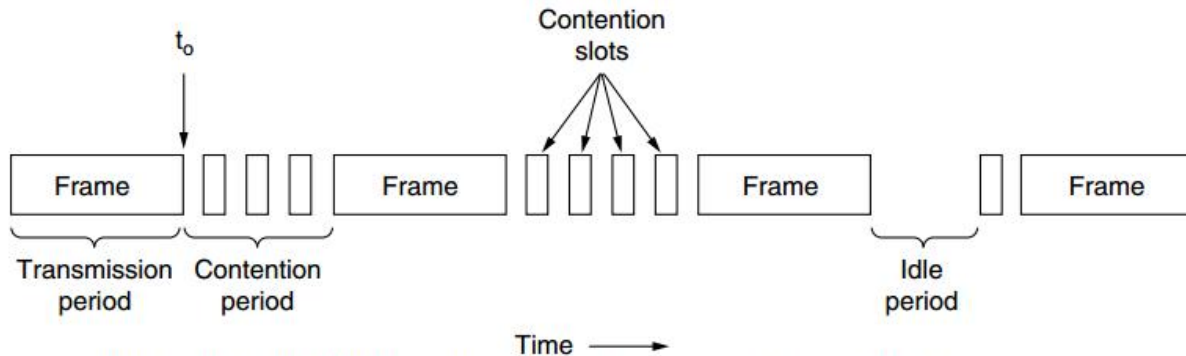 Contention
slots
t₀
Frame
Frame
Frame
Frame
Transmission
period
Contention
period
Idle
period
Time